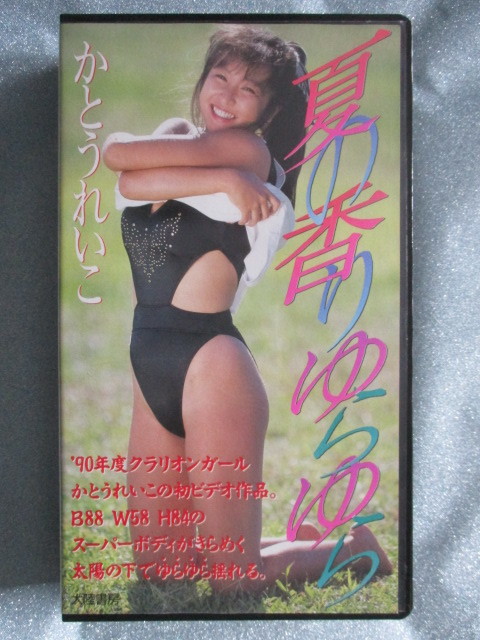 夏の香りゆらゆら
かとうれいこ
'90年度クラリオンガール
かとうれいこの初ビデオ作品。
B88 W58 H84の
スーパーボディがきらめく
太陽の下でゆらゆら揺れる。
大陸書房